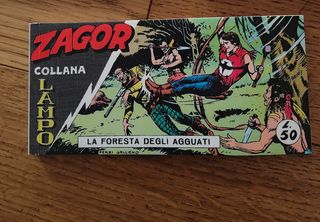 ZAGOR
COLLANA
LAMPO
LA FORESTA DEGLI AGGUATI
L. 50